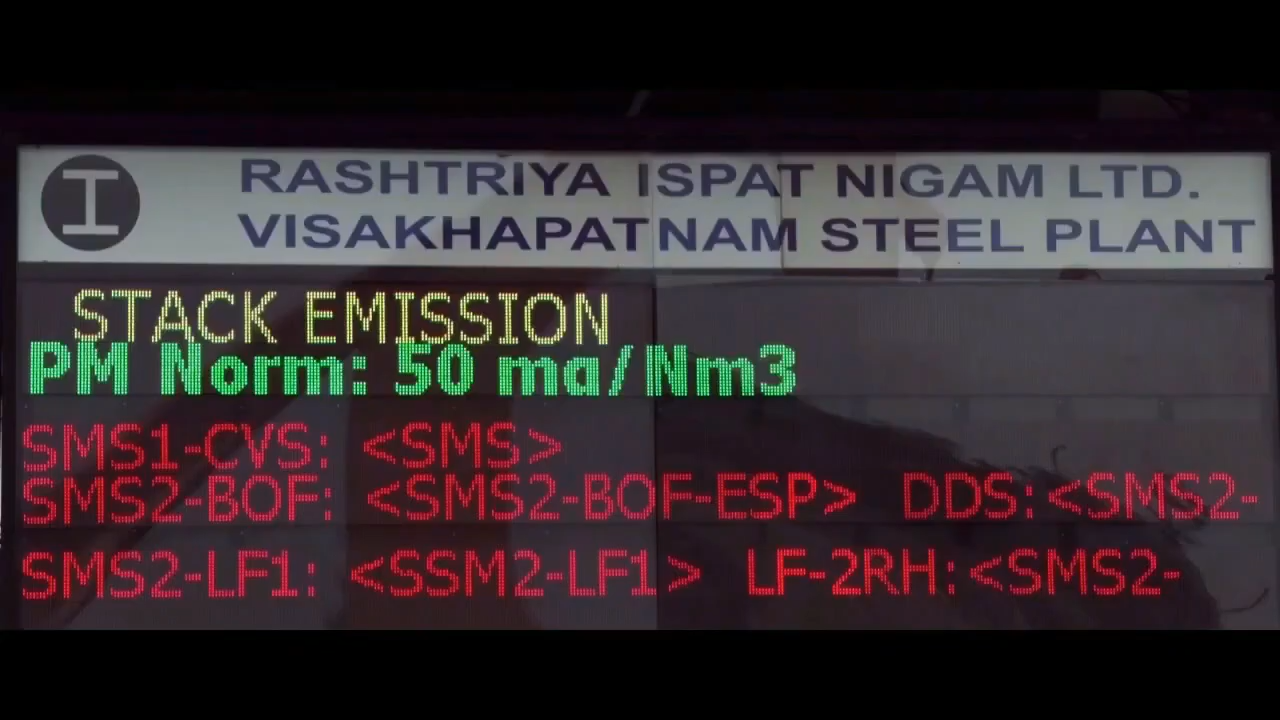 RASHTRIYA ISPAT NIGAM LTD.
VISAKHAPATNAM STEEL PLANT
STACK EMISSION
PM Norm: 50 ma/Nm3
SMS1-CVS: <SMS>
SMS2-BOF: <SMS2-BOF-ESP> DDS:<SMS2-
SMS2-LF1: <SSM2-LF1> LF-2RH:<SMS2-